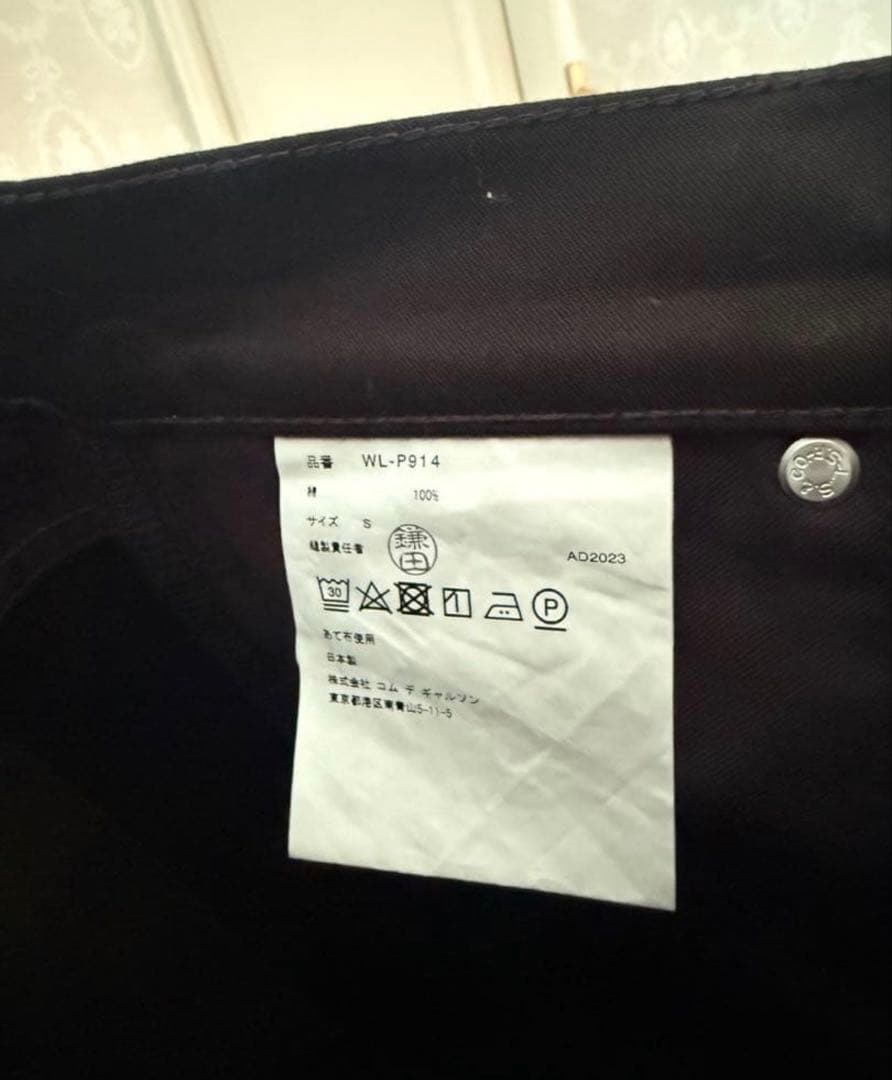 品番 WL-P914
綿 100%
サイズ S
縫製責任者 鎌田
AD2023
30
P
あて布使用
日本製
株式会社 コム デ ギャルソン
東京都港区南青山5-11-5